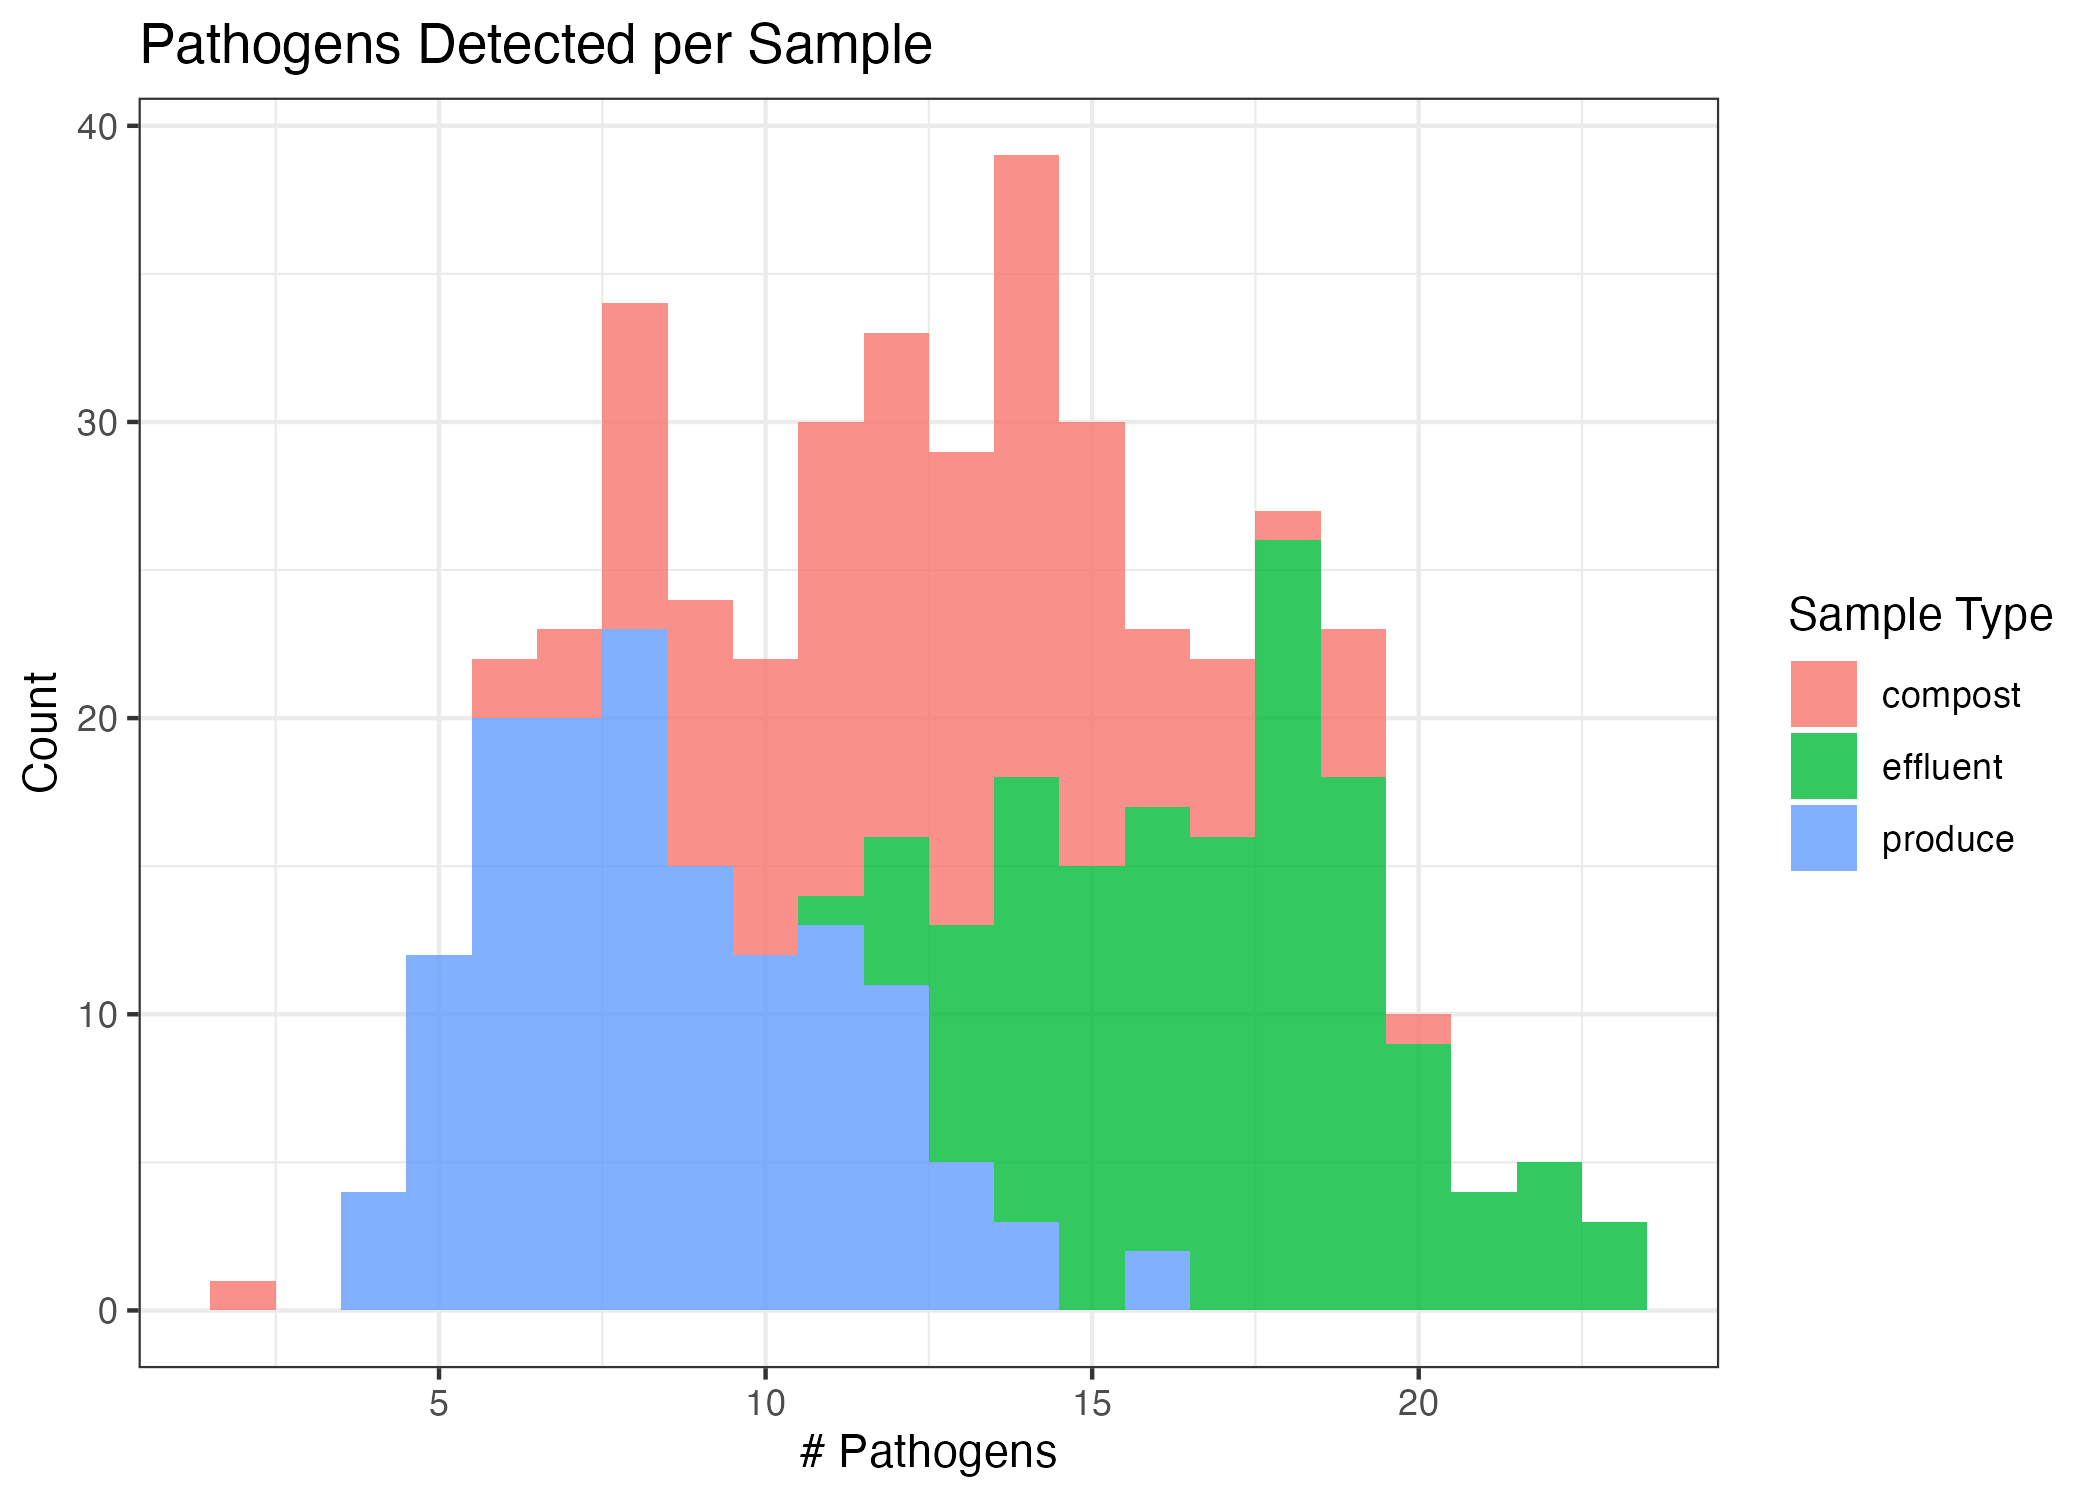 Pathogens Detected per Sample
40
30
20
10
0
Count
5 10 15 20
# Pathogens
Sample Type
compost
effluent
produce